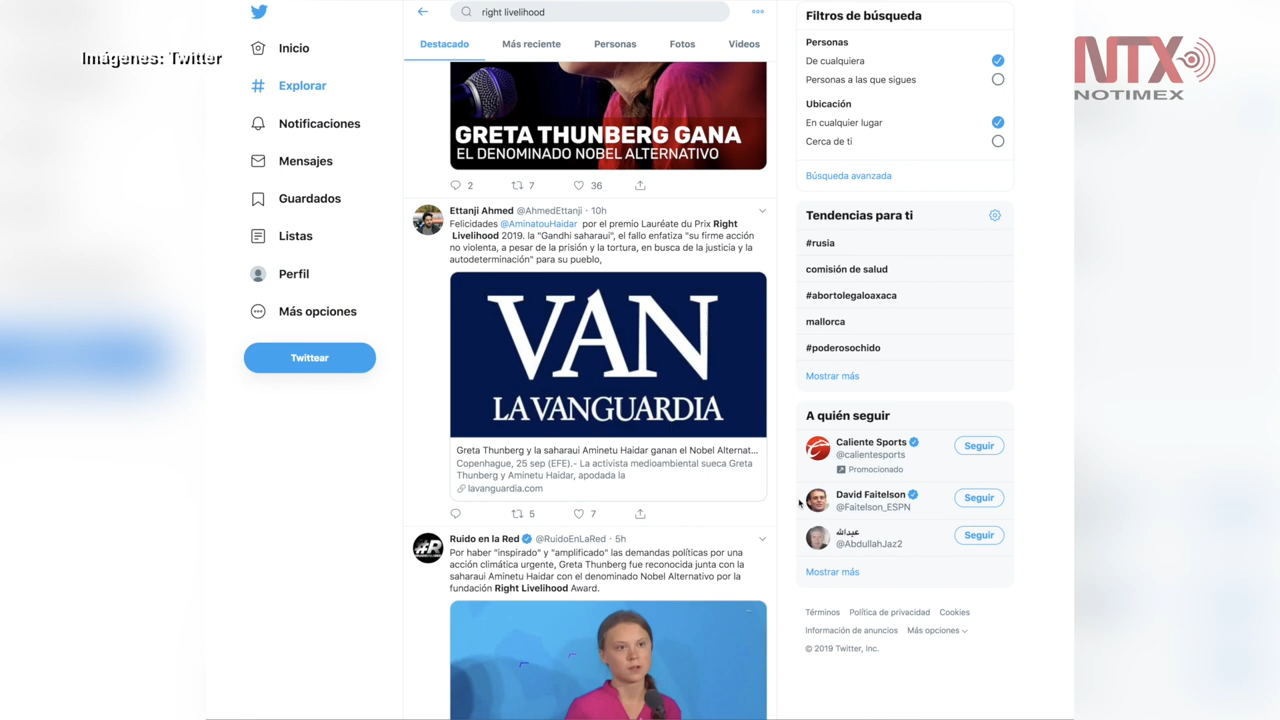 Imágenes: Twitter
NTX
NOTIMEX
Inicio
Explorar
Notificaciones
Mensajes
Guardados
Listas
Perfil
Más opciones
Twittear
right livelihood
Destacado
Más reciente
Personas
Fotos
Videos
GRETA THUNBERG GANA
EL DENOMINADO NOBEL ALTERNATIVO
2
7
36
Ettanji Ahmed @AhmedEttanji · 10h
Felicidades @AminatouHaidar por el premio Lauréate du Prix Right
Livelihood 2019. la "Gandhi saharaui", el fallo enfatiza "su firme acción
no violenta, a pesar de la prisión y la tortura, en busca de la justicia y la
autodeterminación" para su pueblo,
VAN
LA VANGUARDIA
Greta Thunberg y la saharaui Aminetu Haidar ganan el Nobel Alternat...
Copenhague, 25 sep (EFE).- La activista medioambiental sueca Greta
Thunberg y Aminetu Haidar, apodada la
lavanguardia.com
5
7
#R
Ruido en la Red @RuidoEnLaRed · 5h
Por haber "inspirado" y "amplificado" las demandas políticas por una
acción climática urgente, Greta Thunberg fue reconocida junta con la
saharaui Aminetu Haidar con el denominado Nobel Alternativo por la
fundación Right Livelihood Award.
Filtros de búsqueda
Personas
De cualquiera
Personas a las que sigues
Ubicación
En cualquier lugar
Cerca de ti
Búsqueda avanzada
Tendencias para ti
#rusia
comisión de salud
#abortolegaloaxaca
mallorca
#poderosochido
Mostrar más
A quién seguir
Caliente Sports
@calientesports
Promocionado
Seguir
David Faitelson
@Faitelson_ESPN
Seguir
عبدالله
@AbdullahJaz2
Seguir
Mostrar más
Términos Política de privacidad Cookies
Información de anuncios Más opciones
© 2019 Twitter, Inc.